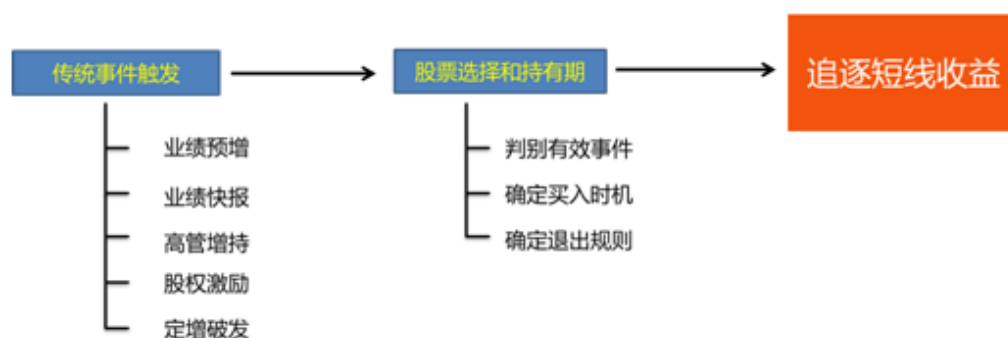 传统事件触发
业绩预增
业绩快报
高管增持
股权激励
定增破发
股票选择和持有期
判别有效事件
确定买入时机
确定退出规则
追逐短线收益